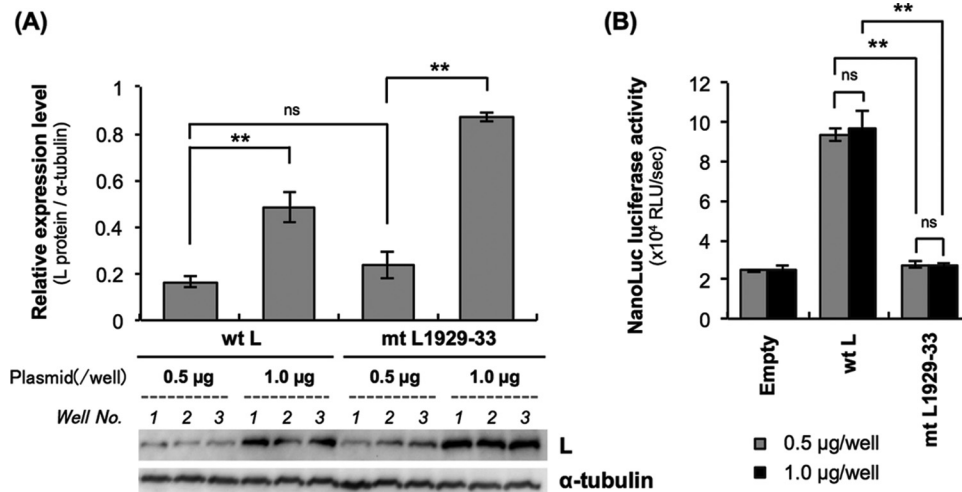 (A)
Relative expression level
(L protein / α-tubulin)
1
0.8
0.6
0.4
0.2
0
**
ns
**
wt L
mt L1929-33
Plasmid(/well)
0.5 μg
1.0 μg
0.5 μg
1.0 μg
Well No.
1 2 3 1 2 3 1 2 3 1 2 3
L
α-tubulin
(B)
NanoLuc luciferase activity
(x10⁴ RLU/sec)
12
10
8
6
4
2
0
**
**
ns
ns
Empty
wt L
mt L1929-33
0.5 μg/well
1.0 μg/well